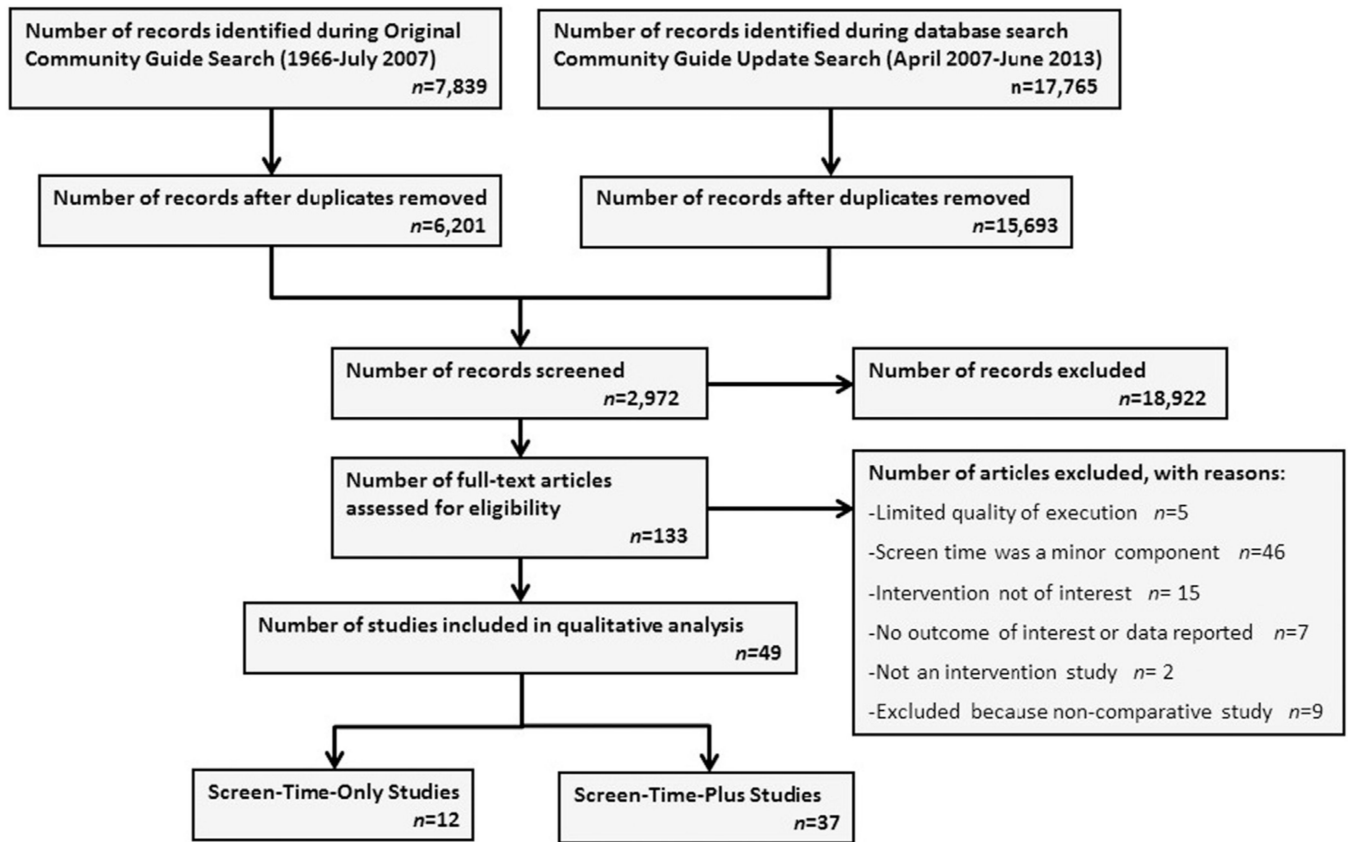 Number of records identified during Original
Community Guide Search (1966-July 2007)
n=7,839
Number of records identified during database search
Community Guide Update Search (April 2007-June 2013)
n=17,765
Number of records after duplicates removed
n=6,201
Number of records after duplicates removed
n=15,693
Number of records screened
n=2,972
Number of records excluded
n=18,922
Number of full-text articles
assessed for eligibility
n=133
Number of articles excluded, with reasons:
-Limited quality of execution n=5
-Screen time was a minor component n=46
-Intervention not of interest n= 15
-No outcome of interest or data reported n=7
-Not an intervention study n= 2
-Excluded because non-comparative study n=9
Number of studies included in qualitative analysis
n=49
Screen-Time-Only Studies
n=12
Screen-Time-Plus Studies
n=37